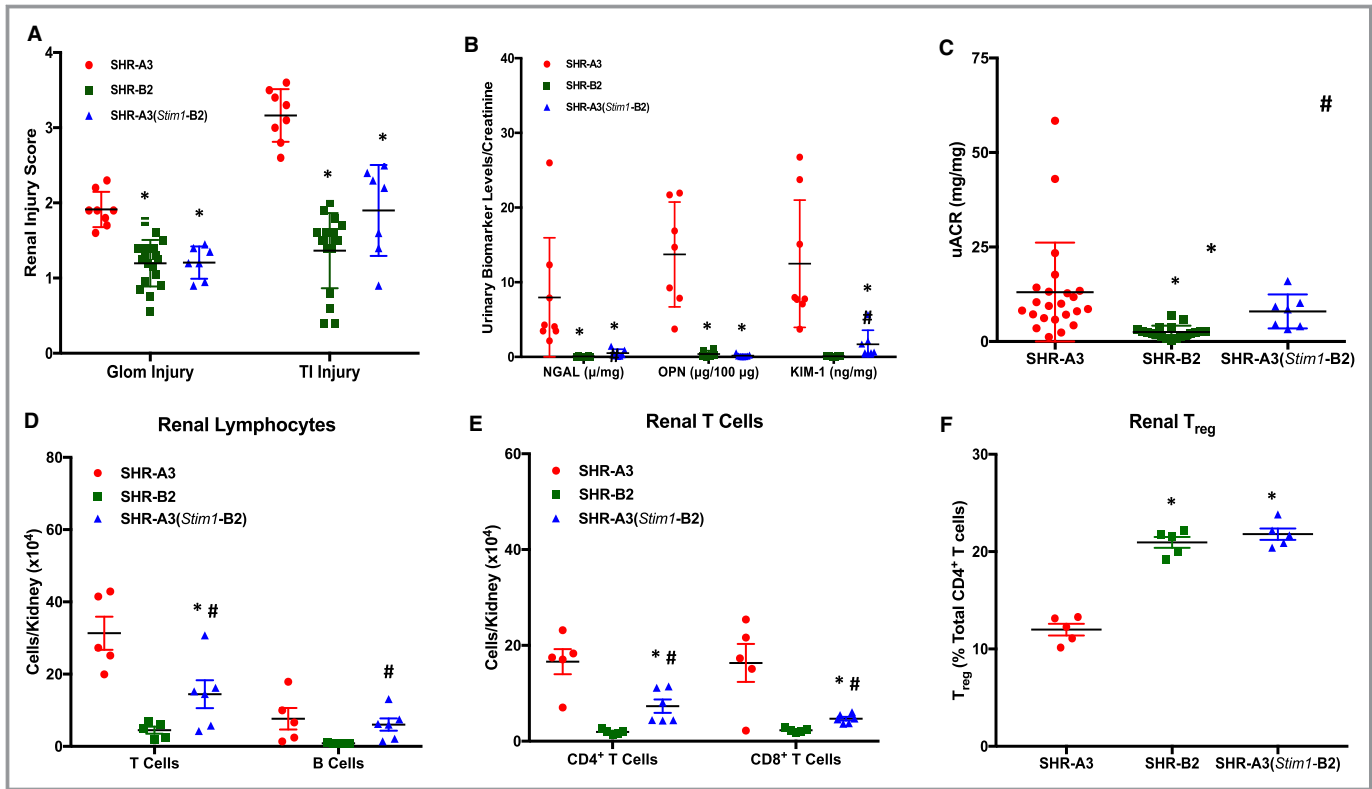 A
4
3
2
1
0
Renal Injury Score
SHR-A3
SHR-B2
SHR-A3(Stim1-B2)
*
*
*
*
Glom Injury
TI Injury
B
40
30
20
10
0
Urinary Biomarker Levels/Creatinine
SHR-A3
SHR-B2
SHR-A3(Stim1-B2)
*
*
#
*
*
*
#
#
NGAL (μ/mg)
OPN (μg/100 μg)
KIM-1 (ng/mg)
C
75
50
25
0
uACR (mg/mg)
#
*
*
SHR-A3
SHR-B2
SHR-A3(Stim1-B2)
D
Renal Lymphocytes
80
60
40
20
0
Cells/Kidney (x10⁴)
SHR-A3
SHR-B2
SHR-A3(Stim1-B2)
* #
#
T Cells
B Cells
E
Renal T Cells
60
40
20
0
Cells/Kidney (x10⁴)
SHR-A3
SHR-B2
SHR-A3(Stim1-B2)
* #
* #
CD4⁺ T Cells
CD8⁺ T Cells
F
Renal Treg
30
20
10
0
Treg (% Total CD4⁺ T cells)
*
*
SHR-A3
SHR-B2
SHR-A3(Stim1-B2)